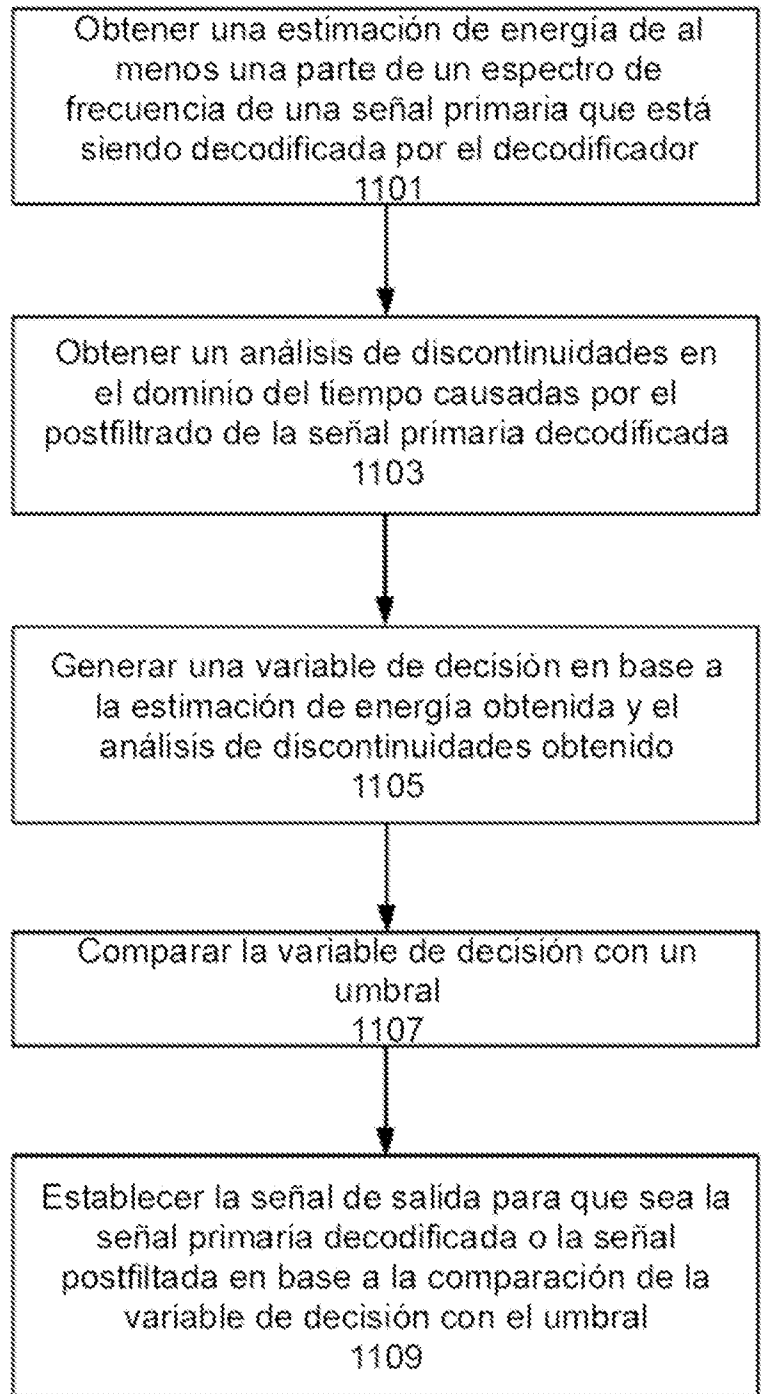 Obtener una estimación de energía de al
menos una parte de un espectro de
frecuencia de una señal primaria que está
siendo decodificada por el decodificador
1101
Obtener un análisis de discontinuidades en
el dominio del tiempo causadas por el
postfiltrado de la señal primaria decodificada
1103
Generar una variable de decisión en base a
la estimación de energía obtenida y el
análisis de discontinuidades obtenido
1105
Comparar la variable de decisión con un
umbral
1107
Establecer la señal de salida para que sea la
señal primaria decodificada o la señal
postfiltada en base a la comparación de la
variable de decisión con el umbral
1109